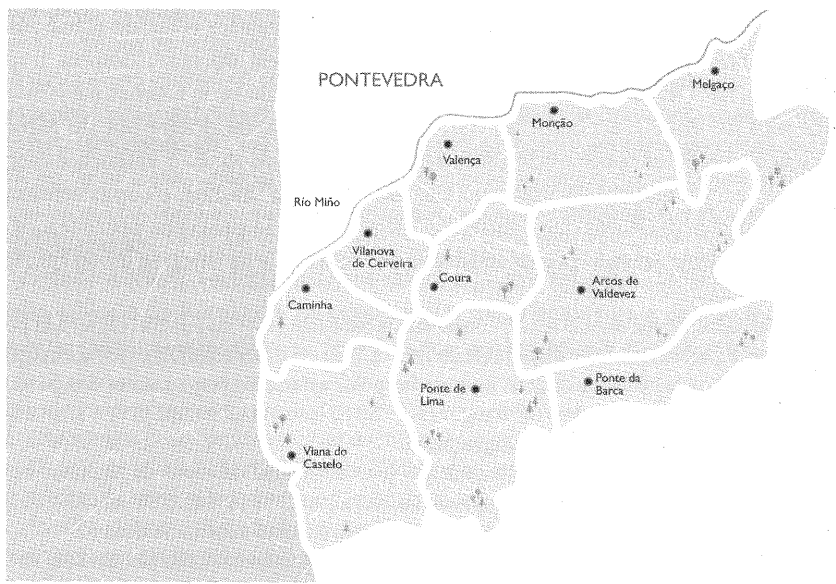 PONTEVEDRA
Melgaço
Monção
Valença
Río Miño
Vilanova
de Cerveira
Coura
Arcos de
Valdevez
Caminha
Ponte de
Lima
Ponte da
Barca
Viana do
Castelo